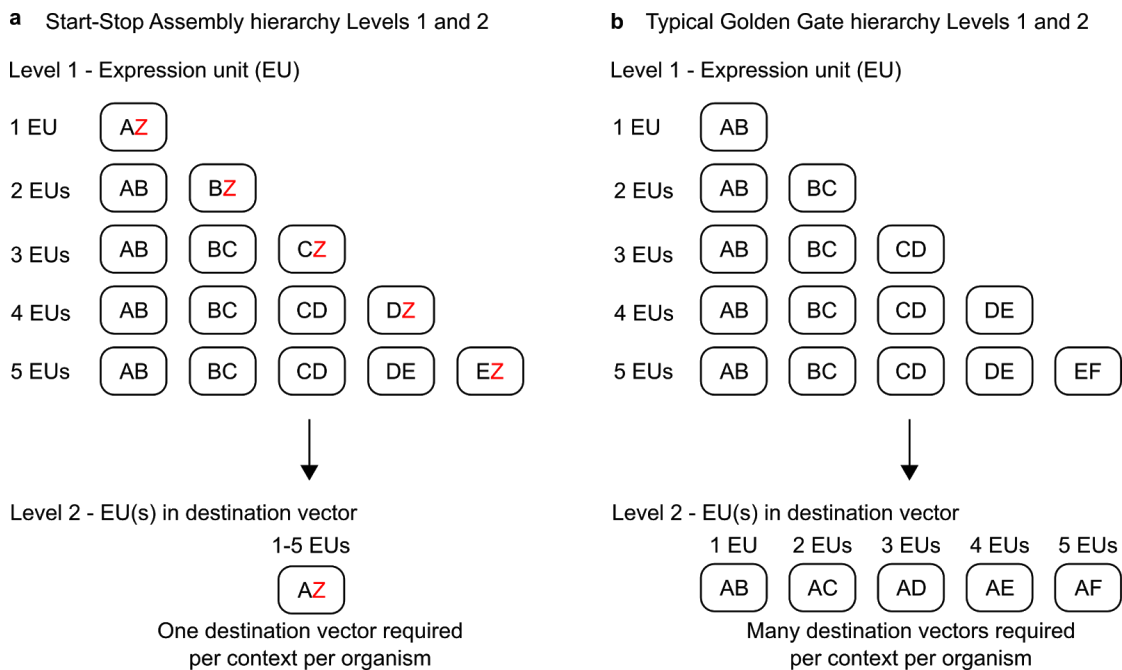 a Start-Stop Assembly hierarchy Levels 1 and 2
Level 1 - Expression unit (EU)
1 EU AZ
2 EUs AB BZ
3 EUs AB BC CZ
4 EUs AB BC CD DZ
5 EUs AB BC CD DE EZ
Level 2 - EU(s) in destination vector
1-5 EUs
AZ
One destination vector required
per context per organism
b Typical Golden Gate hierarchy Levels 1 and 2
Level 1 - Expression unit (EU)
1 EU AB
2 EUs AB BC
3 EUs AB BC CD
4 EUs AB BC CD DE
5 EUs AB BC CD DE EF
Level 2 - EU(s) in destination vector
1 EU 2 EUs 3 EUs 4 EUs 5 EUs
AB AC AD AE AF
Many destination vectors required
per context per organism